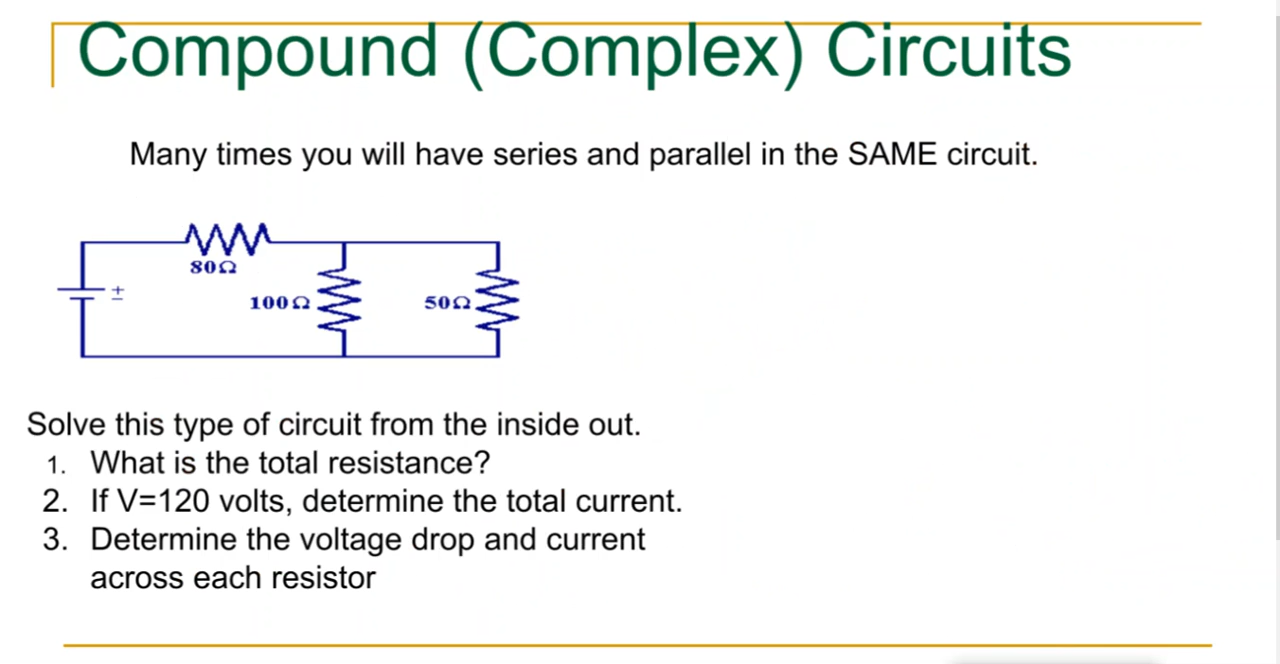 Compound (Complex) Circuits
Many times you will have series and parallel in the SAME circuit.
80Ω
100Ω
50Ω
Solve this type of circuit from the inside out.
1. What is the total resistance?
2. If V=120 volts, determine the total current.
3. Determine the voltage drop and current
across each resistor